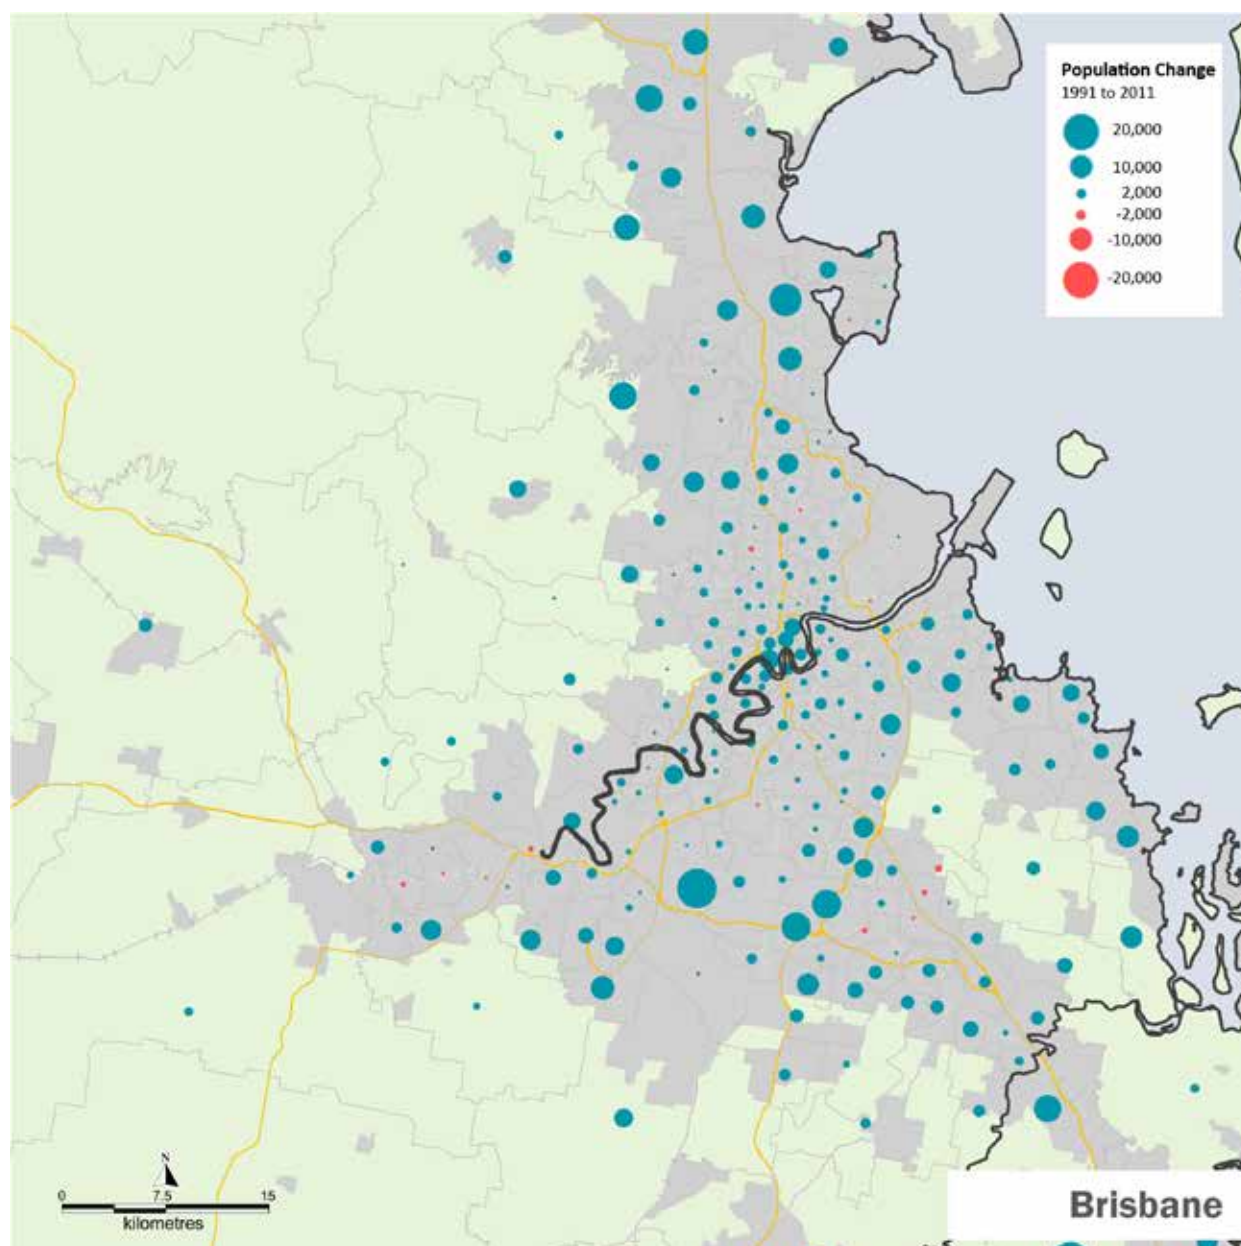 Population Change
1991 to 2011
20,000
10,000
2,000
-2,000
-10,000
-20,000
N
0 7.5 15
kilometres
Brisbane